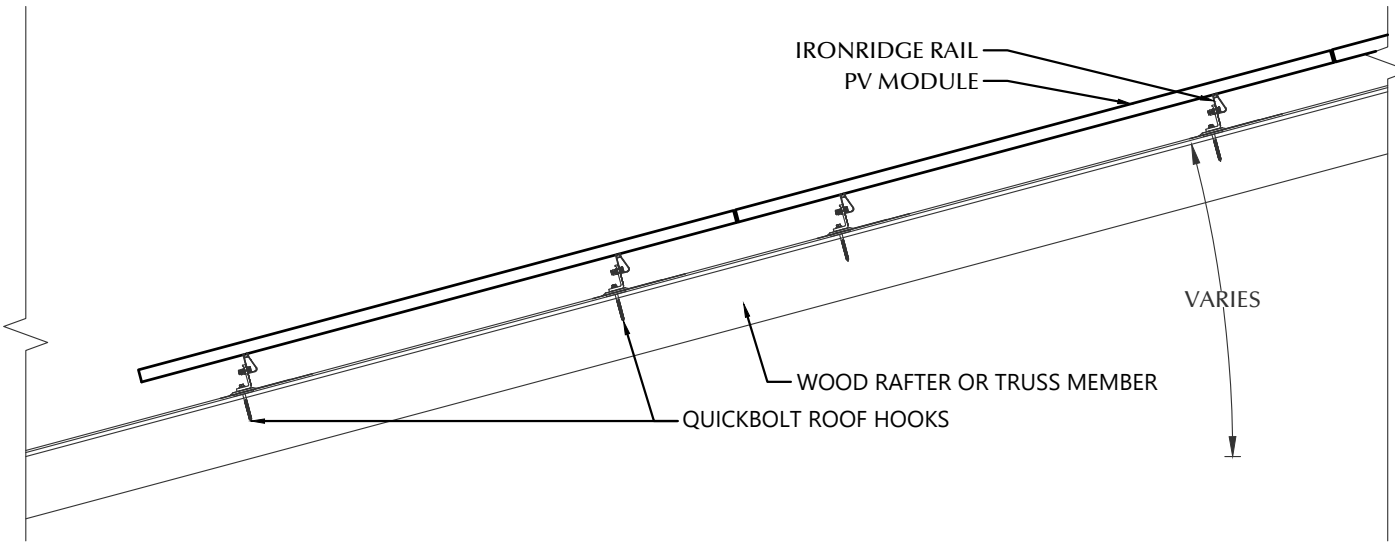 IRONRIDGE RAIL
PV MODULE
VARIES
WOOD RAFTER OR TRUSS MEMBER
QUICKBOLT ROOF HOOKS